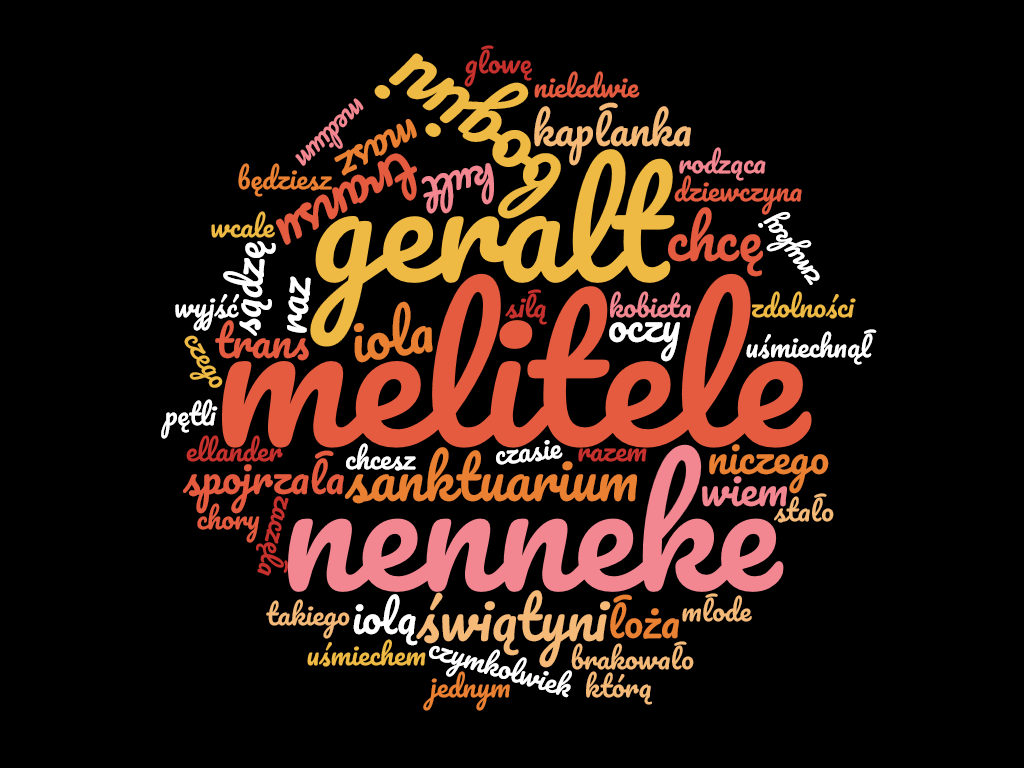 głowę
nieledwie
bogini
medium
masz
kapłanka
transu
kult
rodząca
będziesz
dziewczyna
geralt
wcale
chcę
zmykaj
sądzę
raz
wyjść
siłą
kobieta
zdolności
iola
oczy
trans
uśmiechnął
czego
melitele
pętli
ellander
chcesz
czasie
razem
niczego
spojrzała
sanktuarium
wiem
stało
chory
zaczęła
nenneke
takiego
iolą
świątyni
łoża
młode
uśmiechem
czymkolwiek
brakowało
jednym
którą